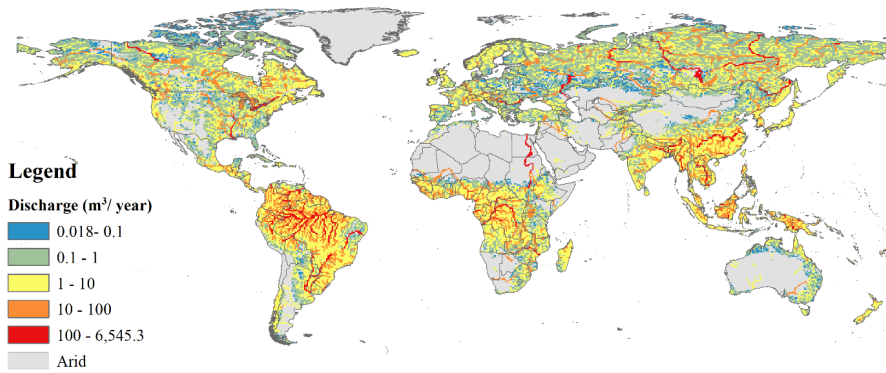 Legend
Discharge (m³/ year)
0.018- 0.1
0.1 - 1
1 - 10
10 - 100
100 - 6,545.3
Arid